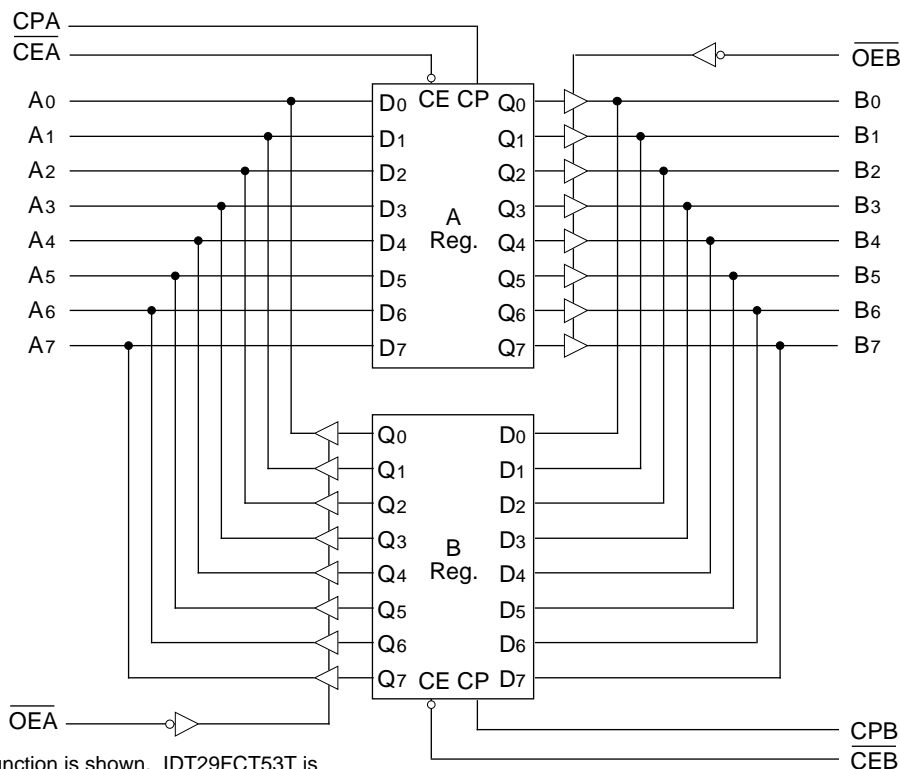 CPA
CEA
OEB
A0 D0 CE CP Q0 B0
A1 D1 Q1 B1
A2 D2 Q2 B2
A3 D3 Q3 B3
A
Reg.
A4 D4 Q4 B4
A5 D5 Q5 B5
A6 D6 Q6 B6
A7 D7 Q7 B7
Q0 D0
Q1 D1
Q2 D2
Q3 D3
B
Reg.
Q4 D4
Q5 D5
Q6 D6
Q7 CE CP D7
OEA
CPB
CEB
function is shown. IDT29FCT53T is